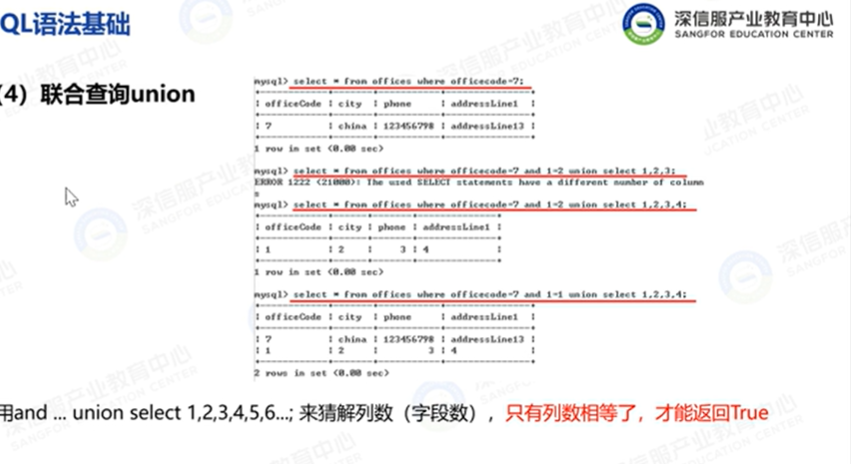 QL语法基础
深信服产业教育中心
SANGFOR EDUCATION CENTER
(4）联合查询union
mysql> select * from offices where officecode=7;
| officeCode | city | phone | addressLine1 |
| 7 | china | 123456798 | addressLine13 |
1 row in set (0.00 sec)
mysql> select * from offices where officecode=7 and 1=2 union select 1,2,3;
ERROR 1222 (21000): The used SELECT statements have a different number of column
s
mysql> select * from offices where officecode=7 and 1=2 union select 1,2,3,4;
| officeCode | city | phone | addressLine1 |
| 1 | 2 | 3 | 4 |
1 row in set (0.00 sec)
mysql> select * from offices where officecode=7 and 1=1 union select 1,2,3,4;
| officeCode | city | phone | addressLine1 |
| 7 | china | 123456798 | addressLine13 |
| 1 | 2 | 3 | 4 |
2 rows in set (0.00 sec)
用and ... union select 1,2,3,4,5,6...; 来猜解列数（字段数），只有列数相等了，才能返回True